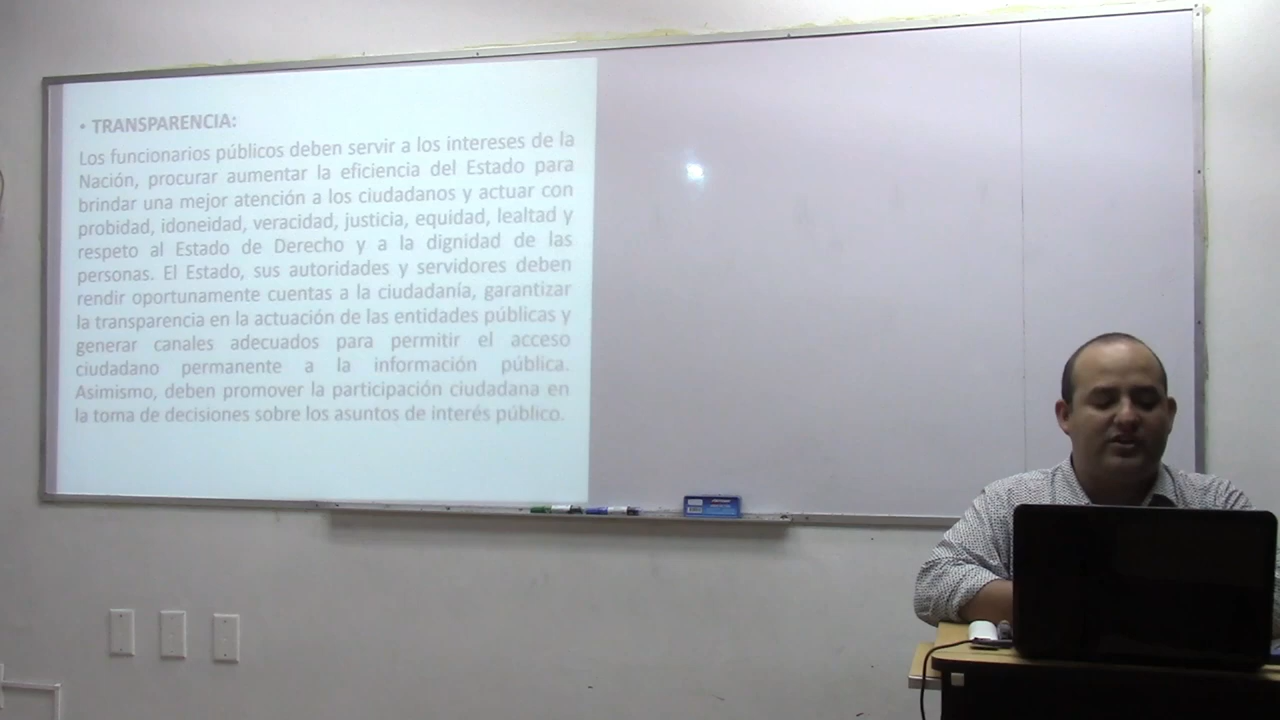 • TRANSPARENCIA:
Los funcionarios públicos deben servir a los intereses de la
Nación, procurar aumentar la eficiencia del Estado para
brindar una mejor atención a los ciudadanos y actuar con
probidad, idoneidad, veracidad, justicia, equidad, lealtad y
respeto al Estado de Derecho y a la dignidad de las
personas. El Estado, sus autoridades y servidores deben
rendir oportunamente cuentas a la ciudadanía, garantizar
la transparencia en la actuación de las entidades públicas y
generar canales adecuados para permitir el acceso
ciudadano permanente a la información pública.
Asimismo, deben promover la participación ciudadana en
la toma de decisiones sobre los asuntos de interés público.